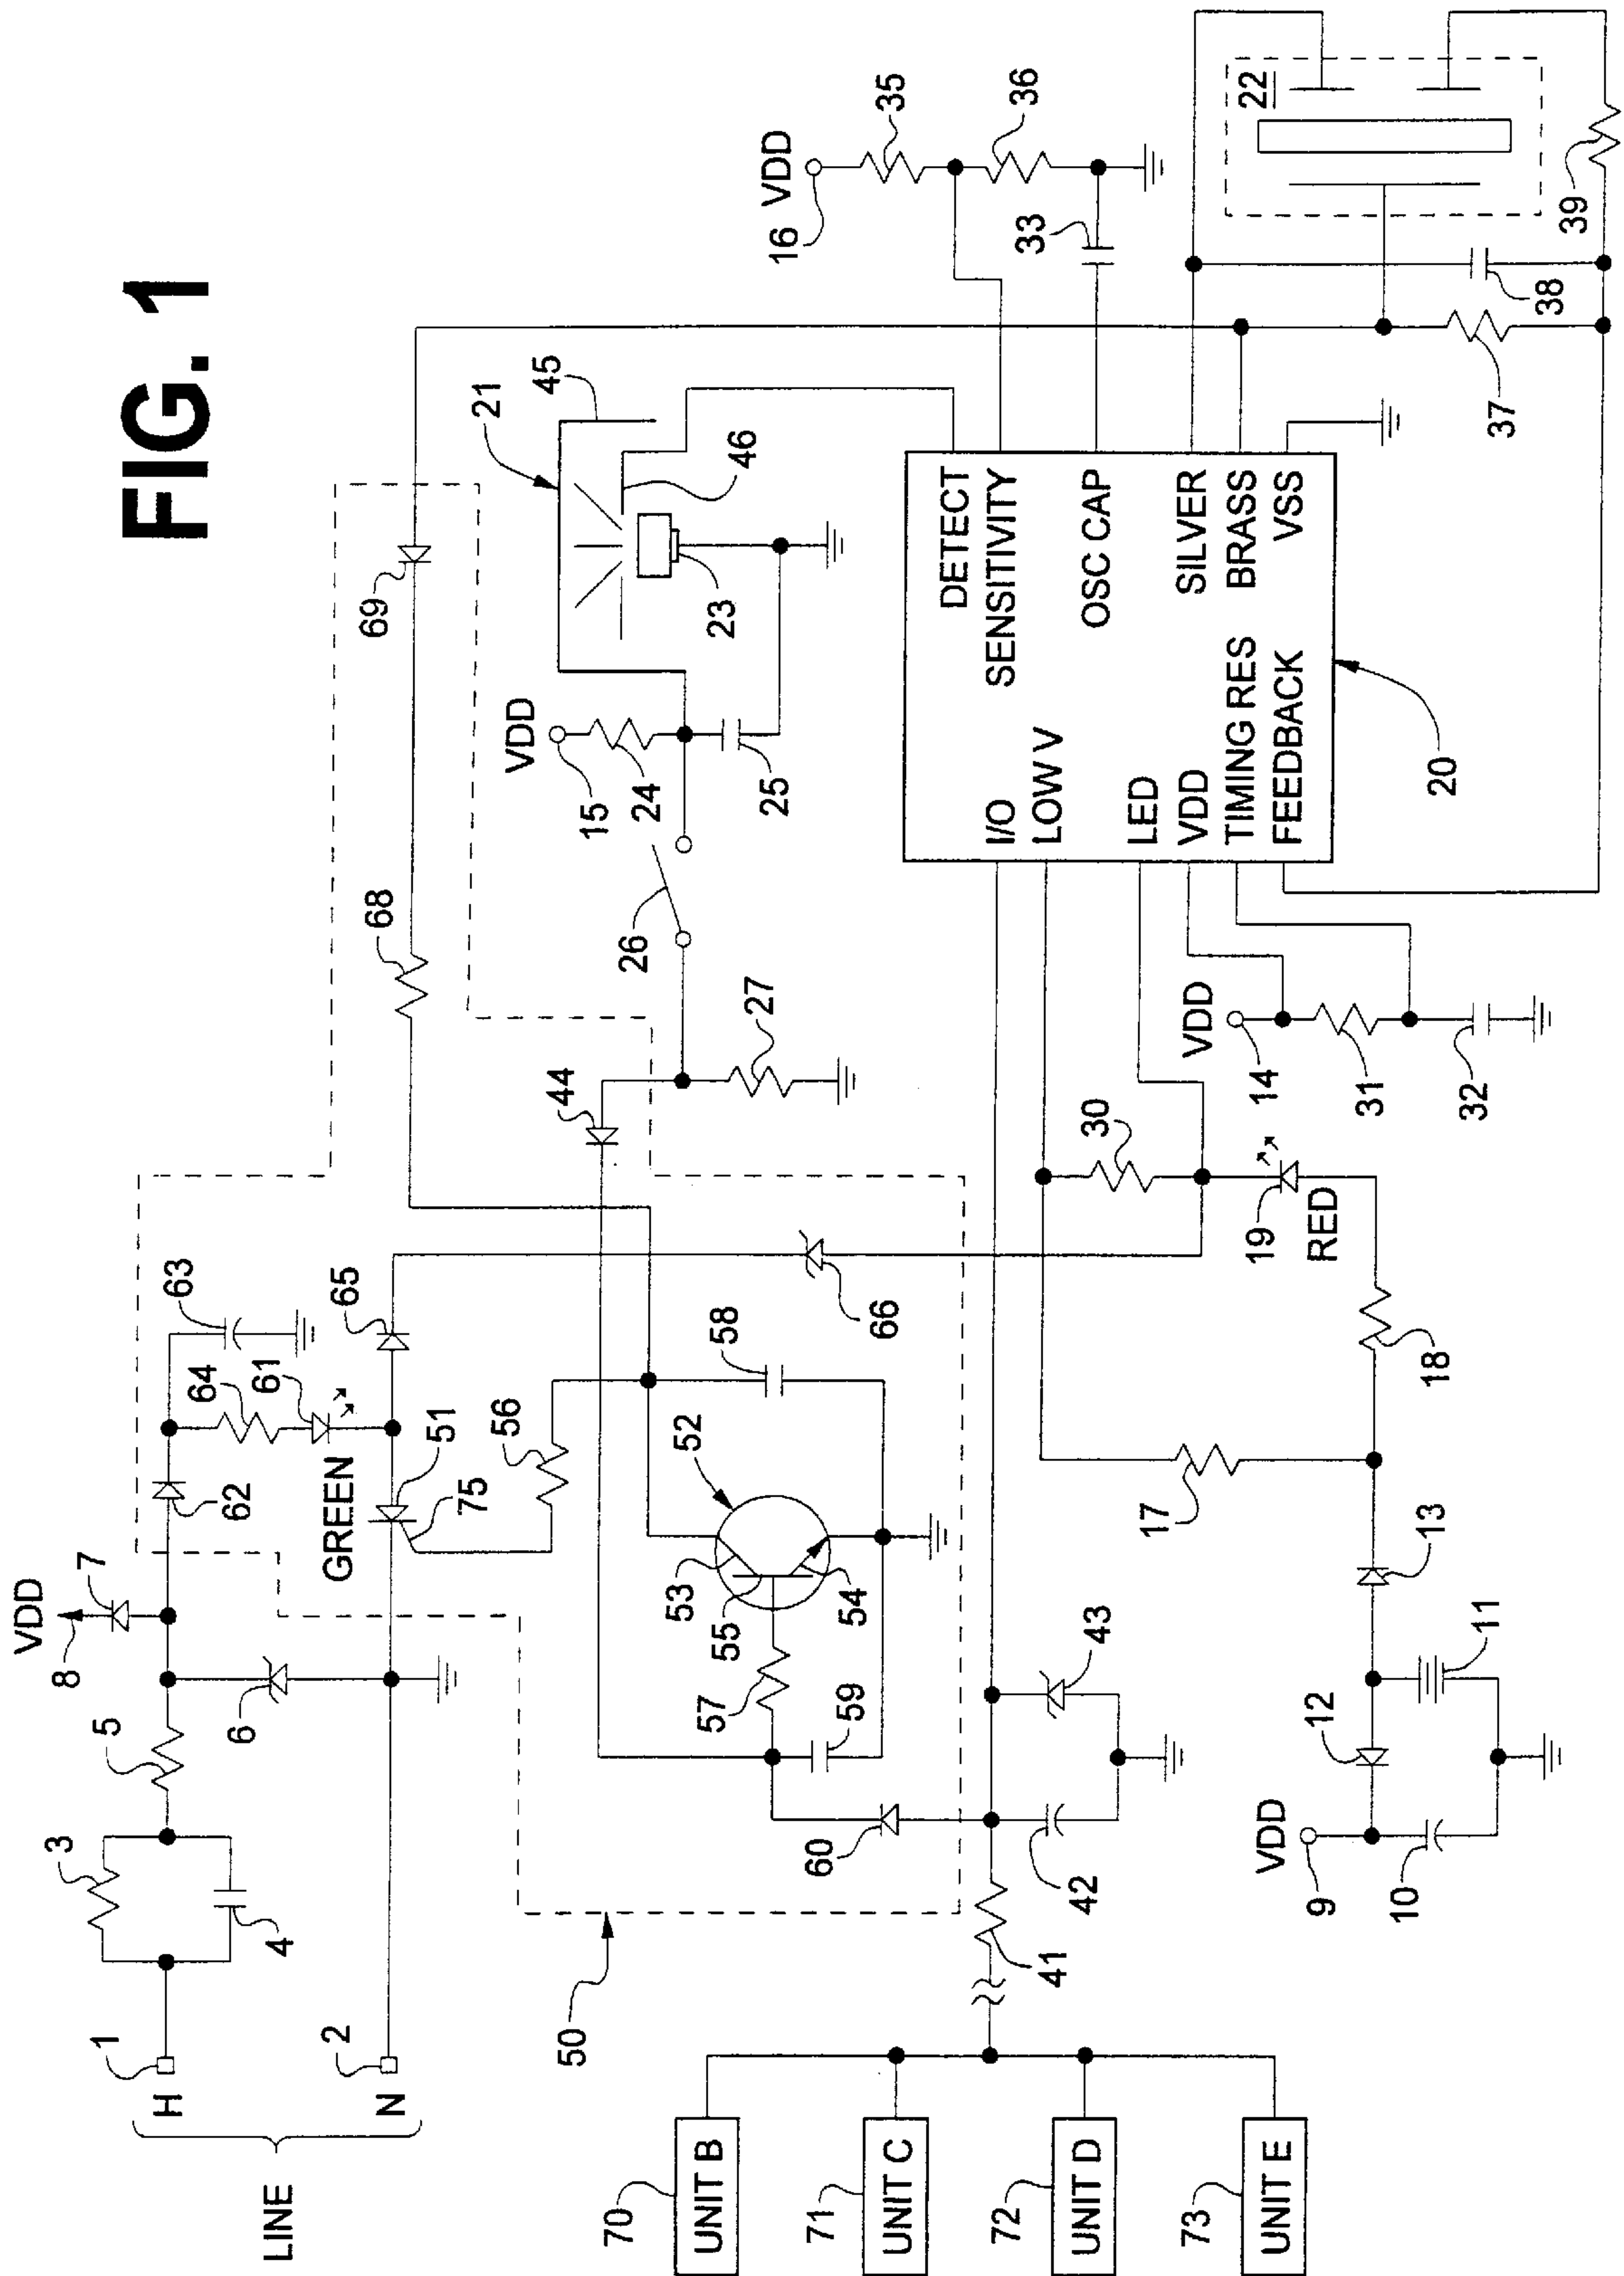 FIG. 1
LINE
H
N
1
2
3
4
5
6
VDD
8
7
62
63
64
61
GREEN
51
75
65
56
52
53
54
55
57
58
59
60
66
68
69
44
50
26
27
VDD
15
24
25
21
45
46
23
VDD
16
35
36
33
DETECT
SENSITIVITY
OSC CAP
SILVER
BRASS
VSS
I/O
LOW V
LED
VDD
TIMING RES
FEEDBACK
20
22
37
38
39
30
19
RED
18
17
13
VDD
14
31
32
VDD
9
10
11
12
41
42
43
70
UNIT B
71
UNIT C
72
UNIT D
73
UNIT E